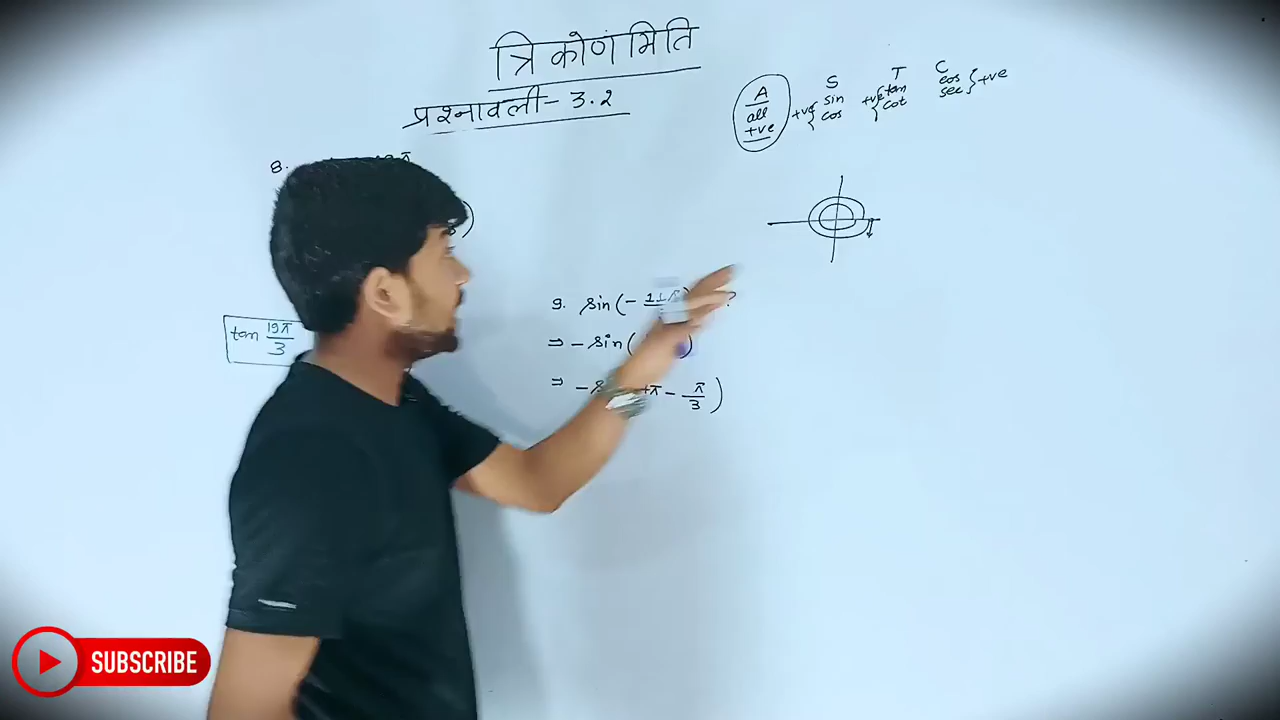 त्रिकोणमिति
प्रश्नावली- 3.2
A
all
+ve
S
+ve { sin
cos
T
+ve { tan
cot
C
cos
sec } +ve
8.
tan 19π/3
9. sin(- 11π ?
⇒ - sin( )
⇒ - π - π/3 )
SUBSCRIBE